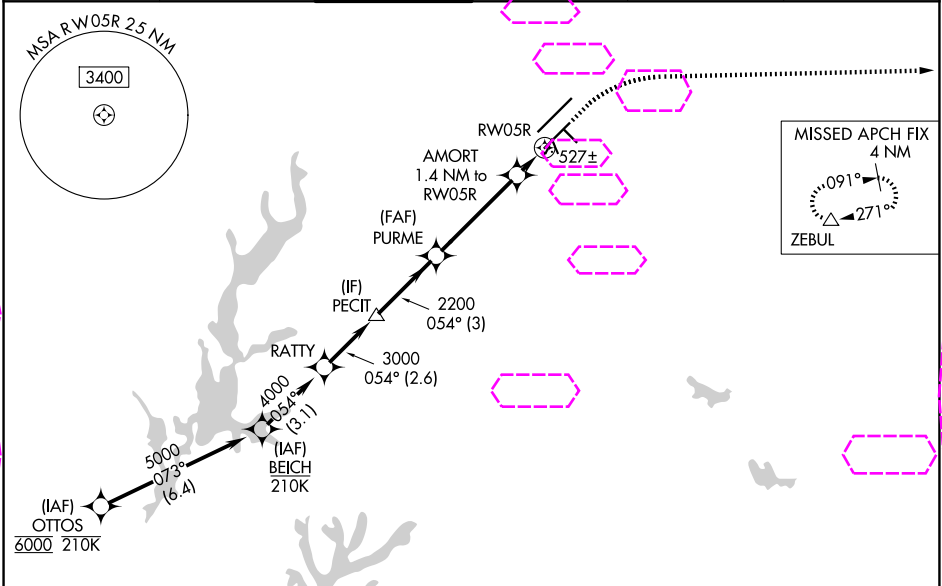 MSA RW05R 25 NM
3400
RW05R
527±
AMORT
1.4 NM to
RW05R
MISSED APCH FIX
4 NM
091°
271°
ZEBUL
(FAF)
PURME
(IF)
PECIT
2200
054° (3)
RATTY
3000
054° (2.6)
4000
054°
(3.1)
(IAF)
BEICH
210K
5000
073°
(6.4)
(IAF)
OTTOS
6000 210K